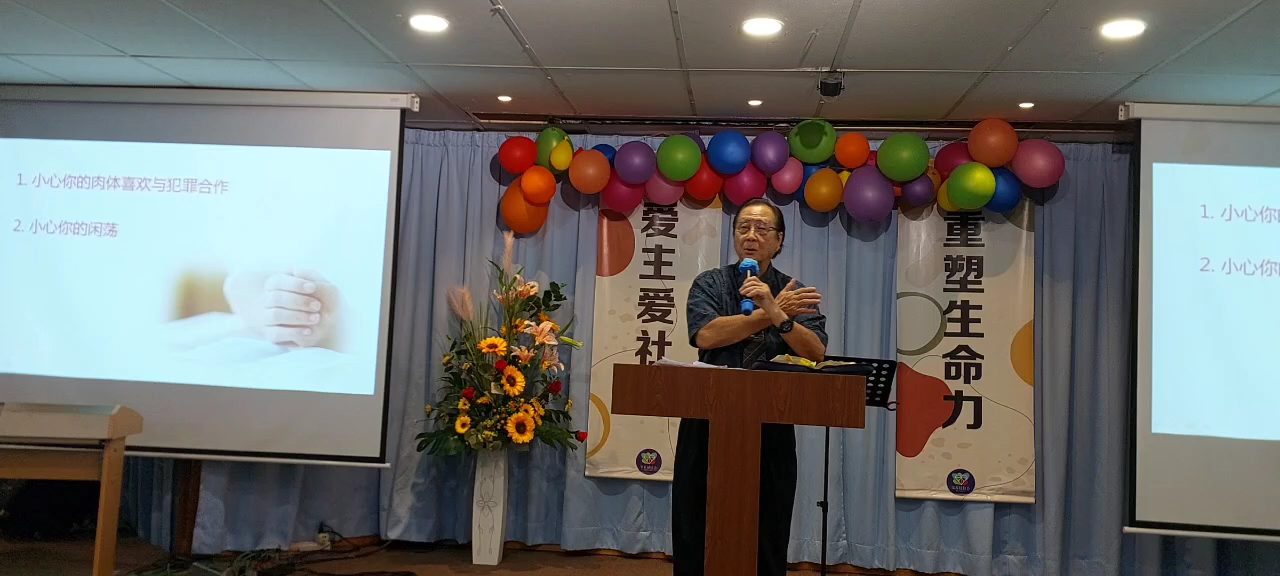 1. 小心你的肉体喜欢与犯罪合作
2. 小心你的闲荡
爱主爱社
重塑生命力
1. 小心你
2. 小心你的